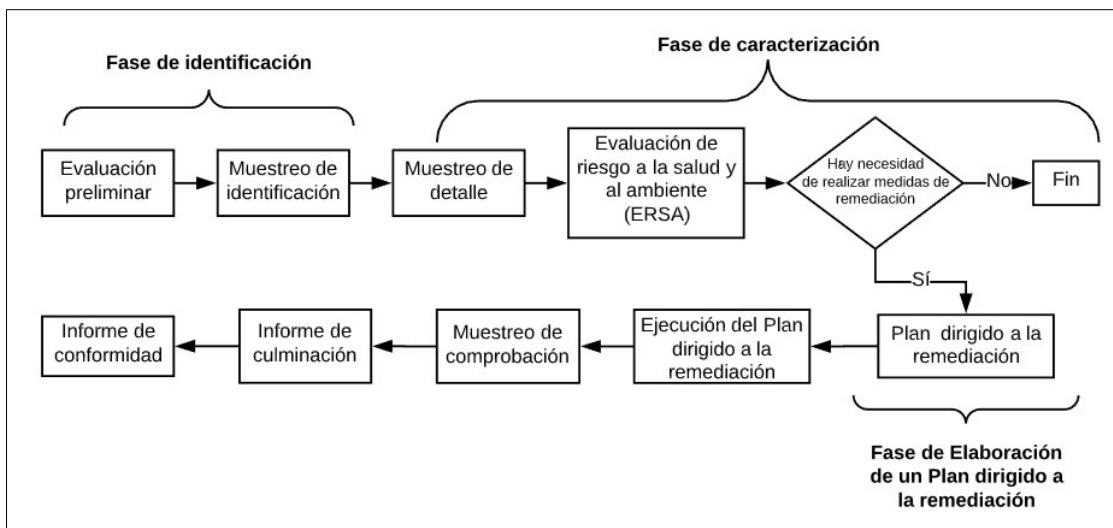 Fase de identificación
Fase de caracterización
Evaluación
preliminar
Muestreo de
identificación
Muestreo de
detalle
Evaluación de
riesgo a la salud y
al ambiente
(ERSA)
Hay necesidad
de realizar medidas de
remediación
No
Fin
Sí
Informe de
conformidad
Informe de
culminación
Muestreo de
comprobación
Ejecución del Plan
dirigido a la
remediación
Plan dirigido a la
remediación
Fase de Elaboración
de un Plan dirigido a
la remediación